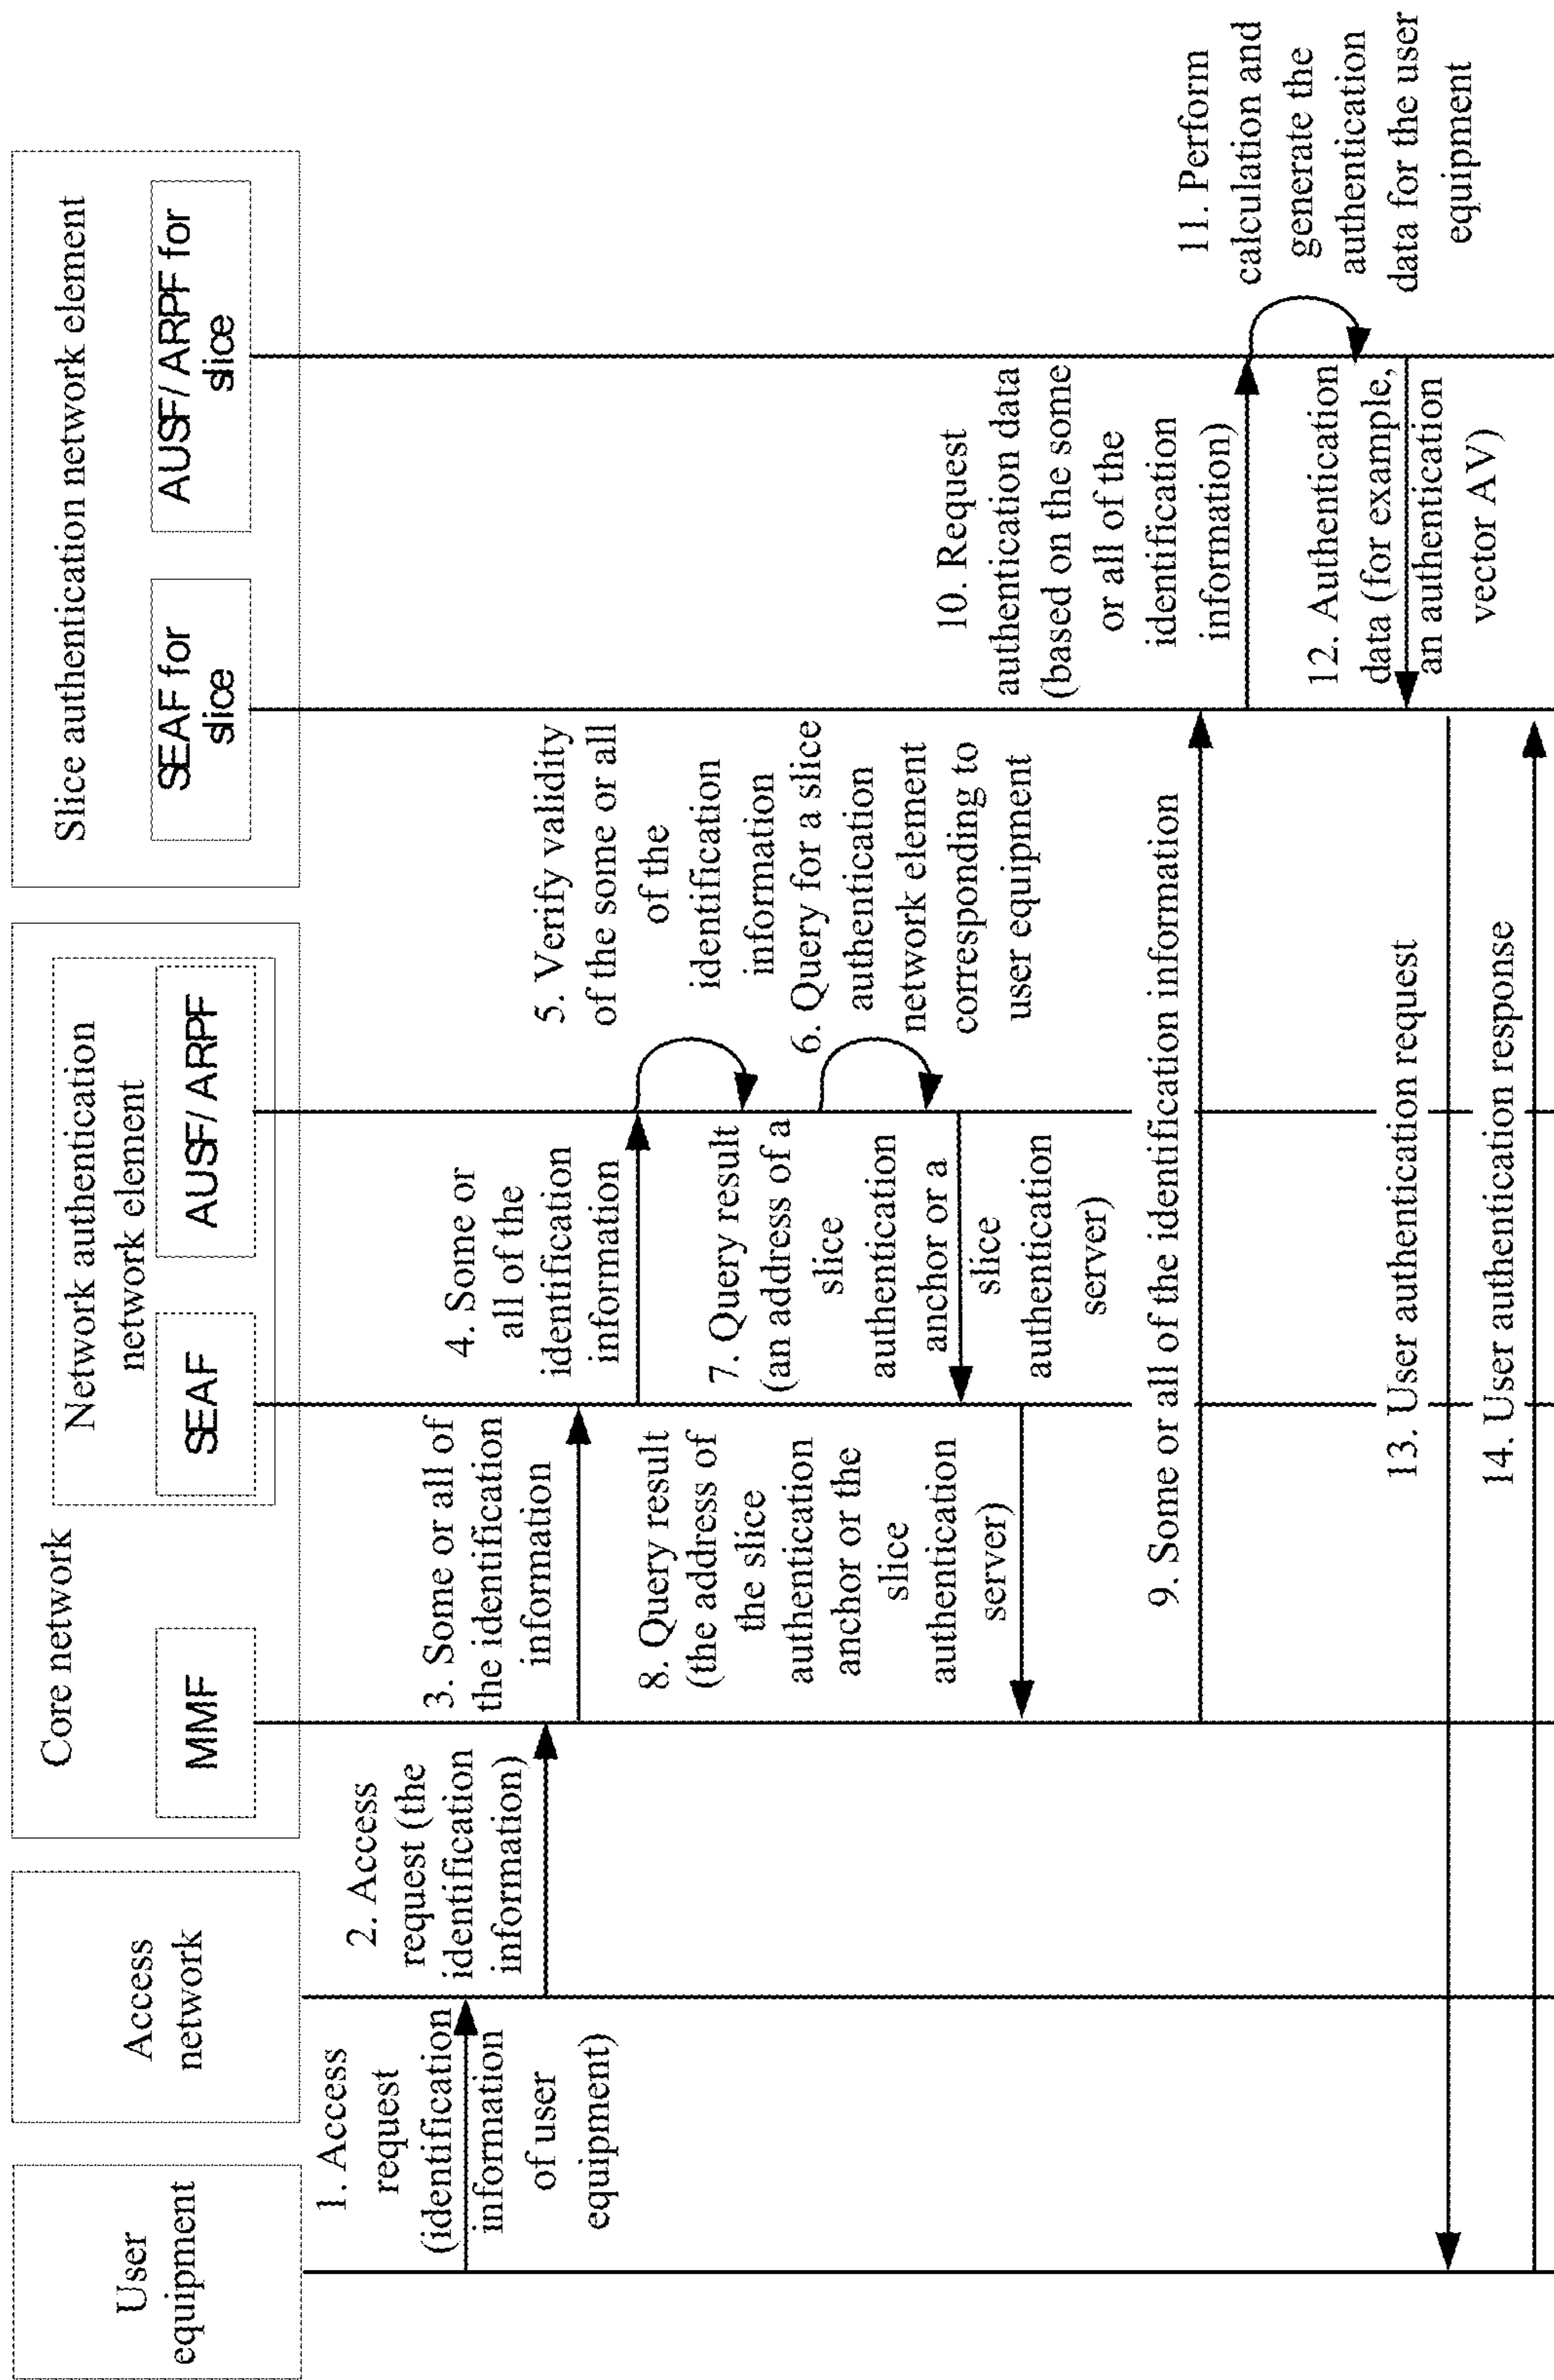 User
equipment
Access
network
Core network
MMF
Network authentication
network element
SEAF
AUSF/ARPF
Slice authentication network element
SEAF for
slice
AUSF/ARPF for
slice
1. Access
request
(identification
information
of user
equipment)
2. Access
request (the
identification
information)
3. Some or all of
the identification
information
4. Some or
all of the
identification
information
5. Verify validity
of the some or all
of the
identification
information
6. Query for a slice
authentication
network element
corresponding to
user equipment
7. Query result
(an address of a
slice
authentication
anchor or a
slice
authentication
server)
8. Query result
(the address of
the slice
authentication
anchor or the
slice
authentication
server)
9. Some or all of the identification information
10. Request
authentication data
(based on the some
or all of the
identification
information)
11. Perform
calculation and
generate the
authentication
data for the user
equipment
12. Authentication
data (for example,
an authentication
vector AV)
13. User authentication request
14. User authentication response